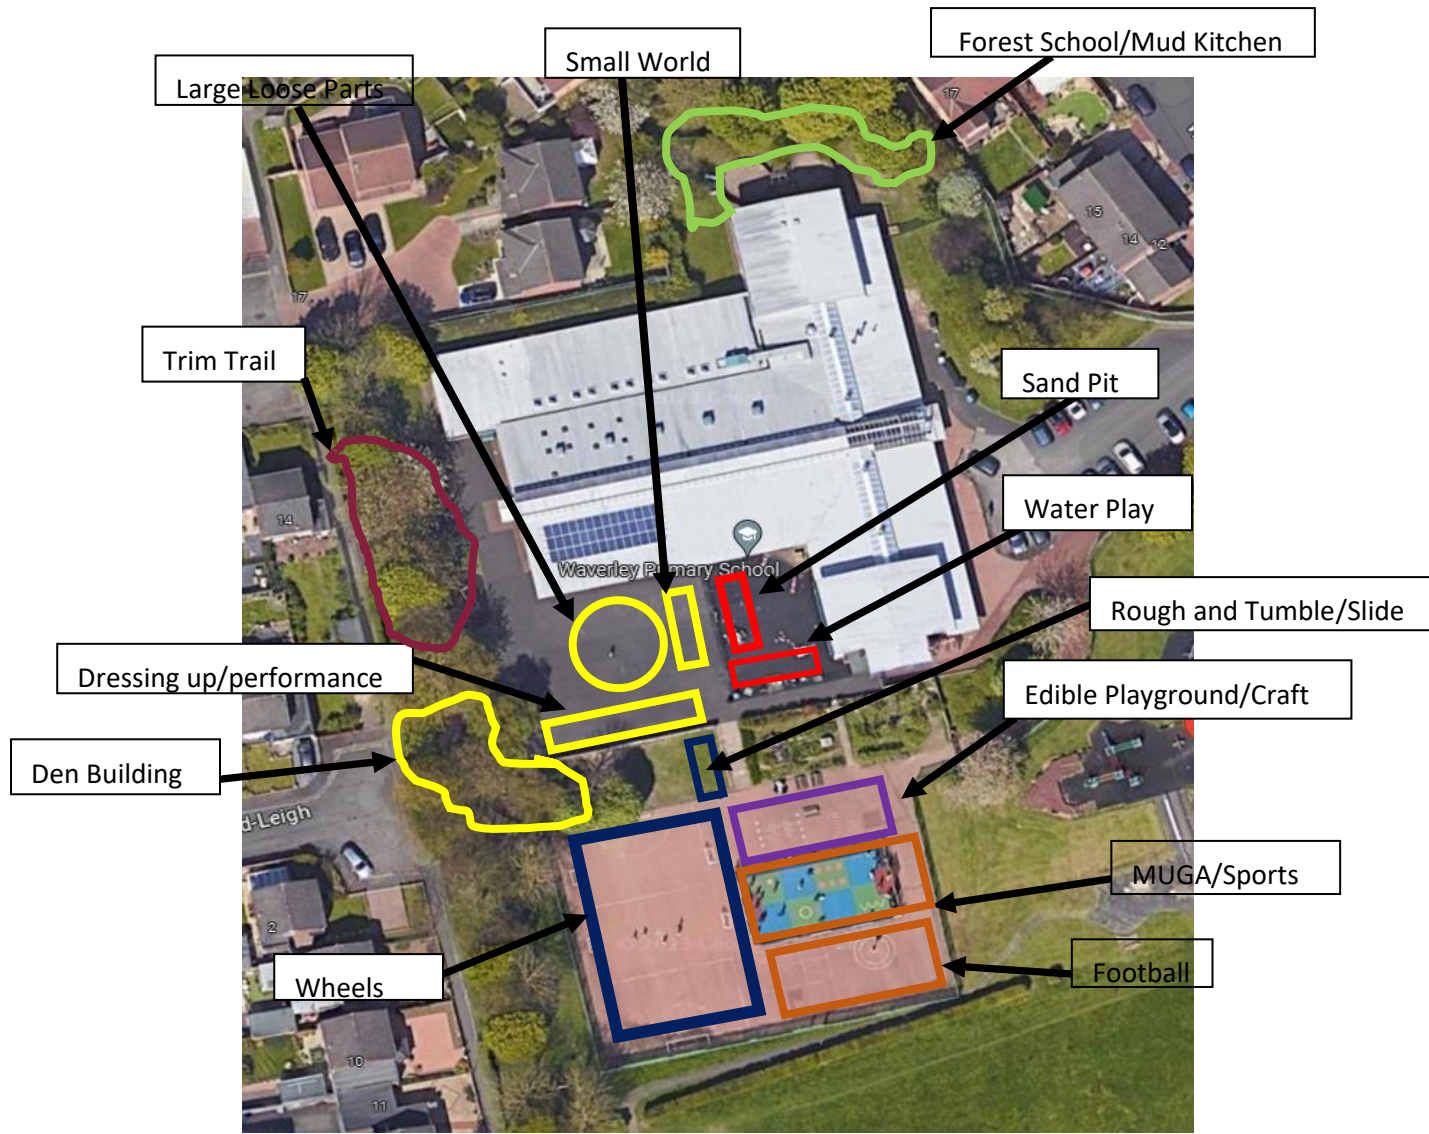 Forest School/Mud Kitchen
Small World
Large Loose Parts
17
15
14
12
17
Trim Trail
Sand Pit
14
Water Play
Waverley Primary School
Rough and Tumble/Slide
Dressing up/performance
Edible Playground/Craft
Den Building
d-Leigh
MUGA/Sports
2
Football
Wheels
10
11